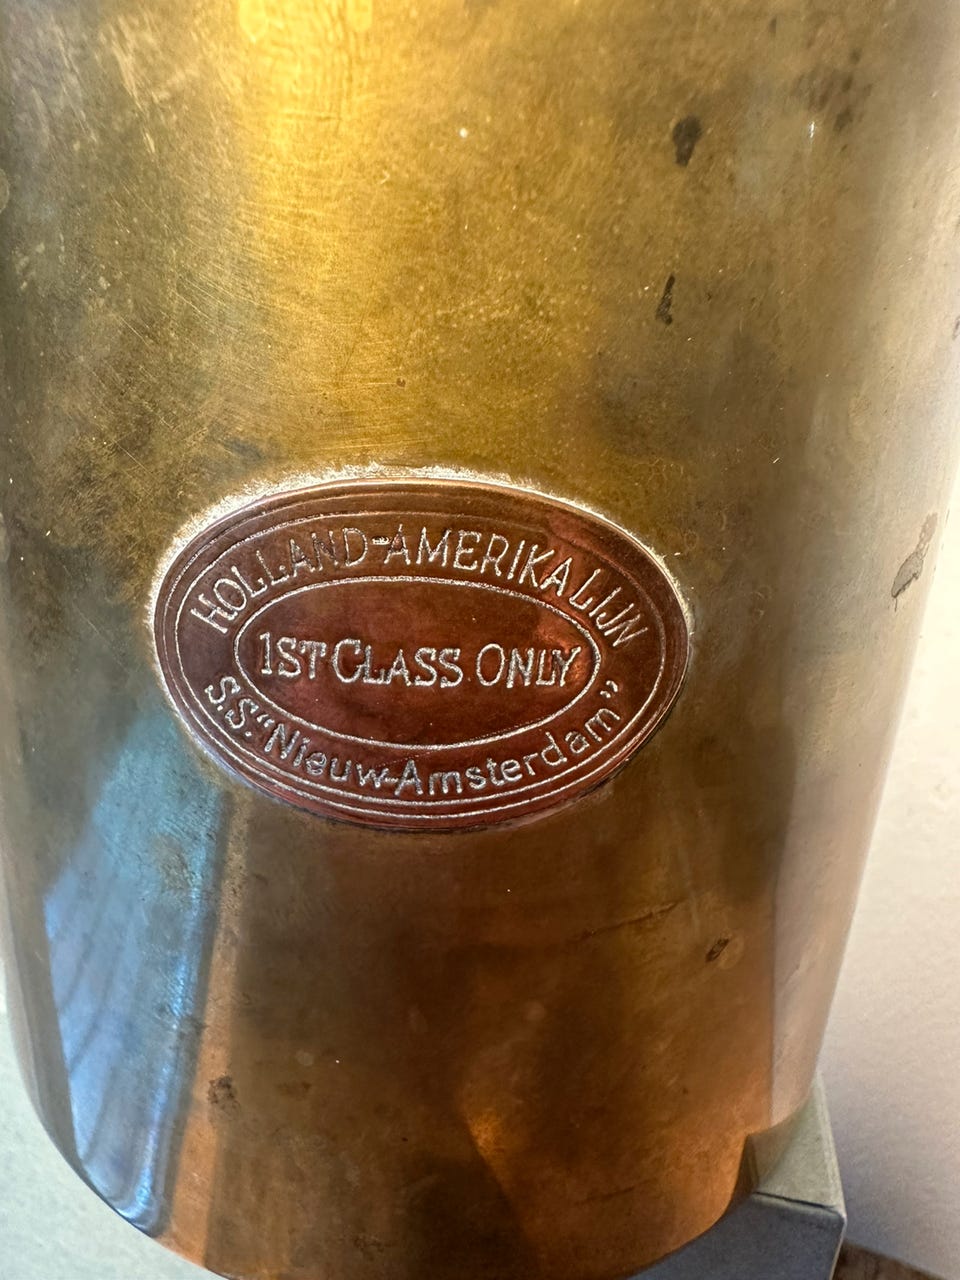 HOLLAND-AMERIKA LIJN
1ST CLASS ONLY
S.S. "Nieuw-Amsterdam"